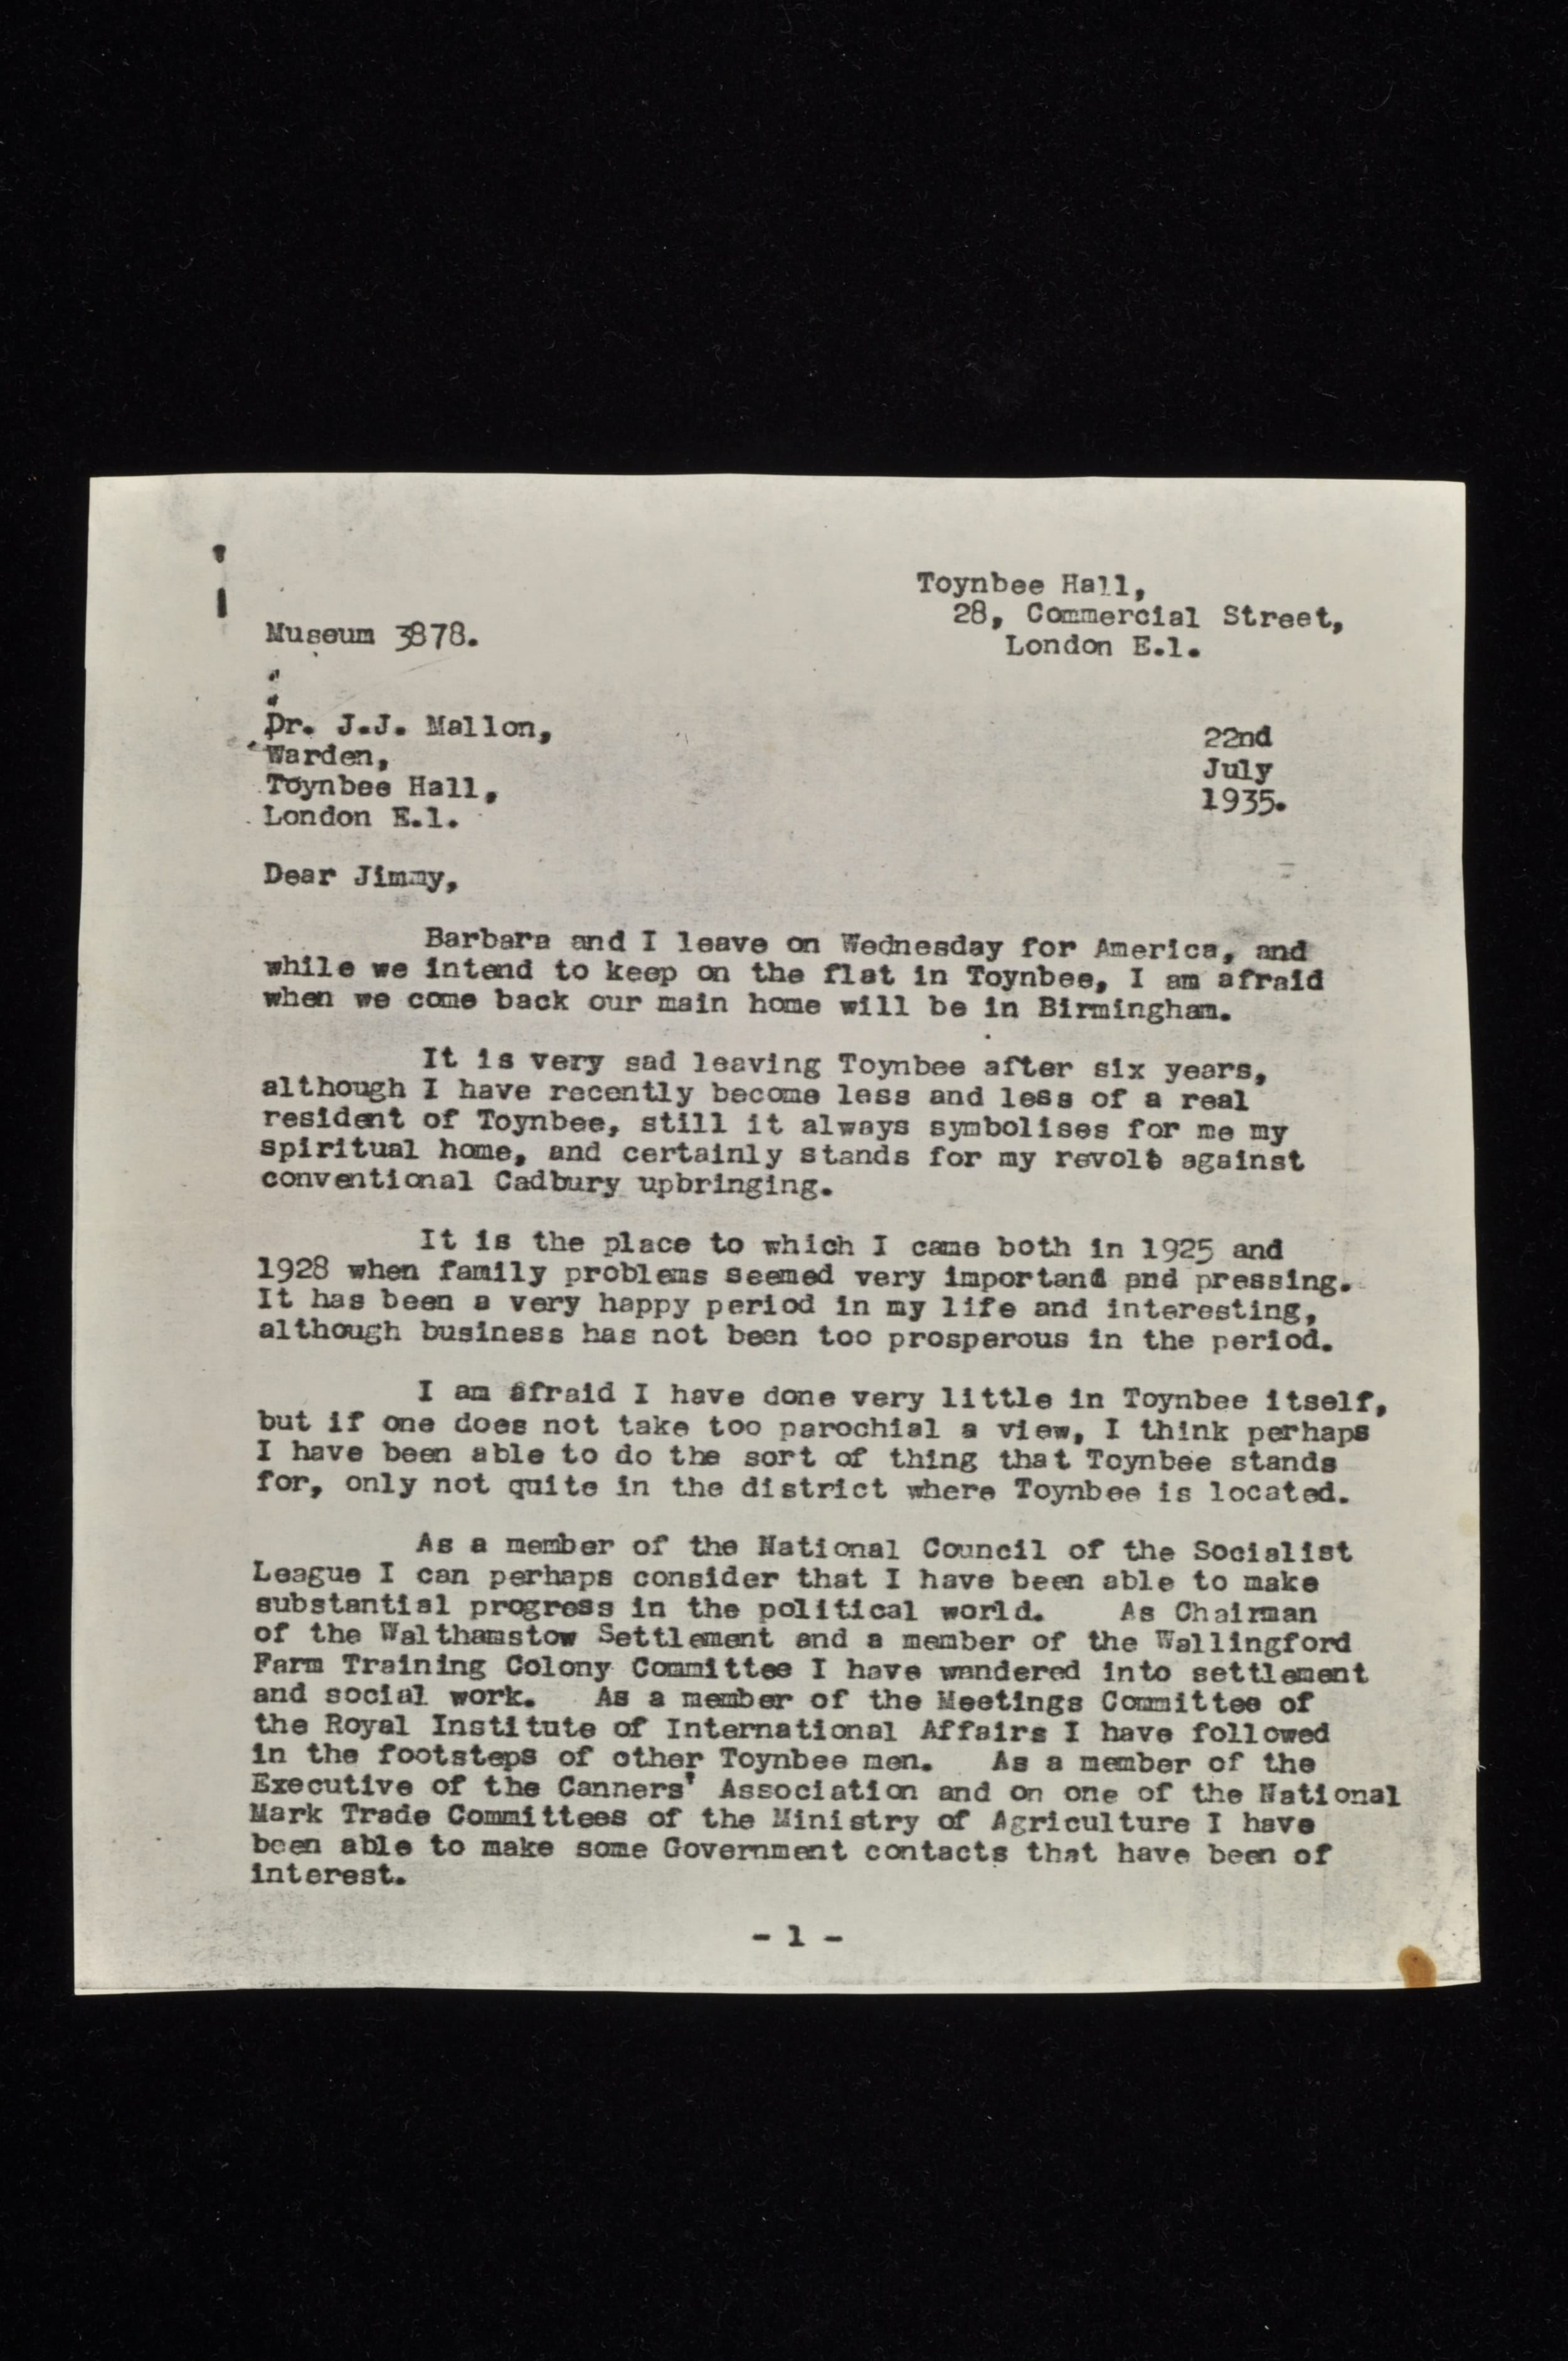 Toynbee Hall,
28, Commercial Street,
London E.1.
Museum 3878.
Dr. J.J. Mallon,
Warden,
Toynbee Hall,
London E.1.
22nd
July
1935.
Dear Jimmy,
Barbara and I leave on Wednesday for America, and
while we intend to keep on the flat in Toynbee, I am afraid
when we come back our main home will be in Birmingham.
It is very sad leaving Toynbee after six years,
although I have recently become less and less of a real
resident of Toynbee, still it always symbolises for me my
spiritual home, and certainly stands for my revolt against
conventional Cadbury upbringing.
It is the place to which I came both in 1925 and
1928 when family problems seemed very important and pressing.
It has been a very happy period in my life and interesting,
although business has not been too prosperous in the period.
I am afraid I have done very little in Toynbee itself,
but if one does not take too parochial a view, I think perhaps
I have been able to do the sort of thing that Toynbee stands
for, only not quite in the district where Toynbee is located.
As a member of the National Council of the Socialist
League I can perhaps consider that I have been able to make
substantial progress in the political world. As Chairman
of the Walthamstow Settlement and a member of the Wallingford
Farm Training Colony Committee I have wandered into settlement
and social work. As a member of the Meetings Committee of
the Royal Institute of International Affairs I have followed
in the footsteps of other Toynbee men. As a member of the
Executive of the Canners' Association and on one of the National
Mark Trade Committees of the Ministry of Agriculture I have
been able to make some Government contacts that have been of
interest.
- 1 -